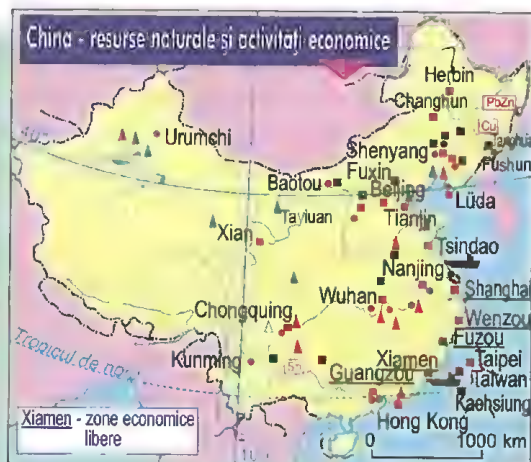 China - resurse naturale și activități economice
Herbin
PbZn
Changhun
Cu
Urumchi
Shenyang
Fushun
Fuxin
Baotou
Beijing
Lüda
Tayiuan
Tianjin
Xian
Tsindao
Nanjing
Shanghai
Wuhan
Chongquing
Wenzou
Fuzou
Tropicul de
Kunming
Sn
Xiamen
Taipei
Guangzou
Taiwan
Kaohsiung
Xiamen - zone economice
libere
Hong Kong
0 1000 km